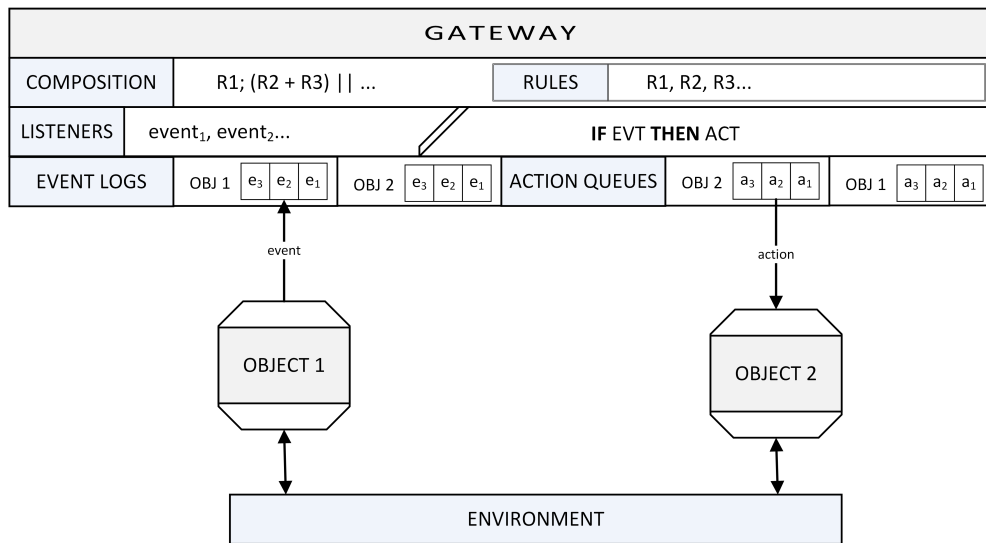 GATEWAY
COMPOSITION R1; (R2 + R3) || ... RULES R1, R2, R3...
LISTENERS event₁, event₂... IF EVT THEN ACT
EVENT LOGS OBJ 1 e₃ e₂ e₁ OBJ 2 e₃ e₂ e₁ ACTION QUEUES OBJ 2 a₃ a₂ a₁ OBJ 1 a₃ a₂ a₁
event action
OBJECT 1 OBJECT 2
ENVIRONMENT